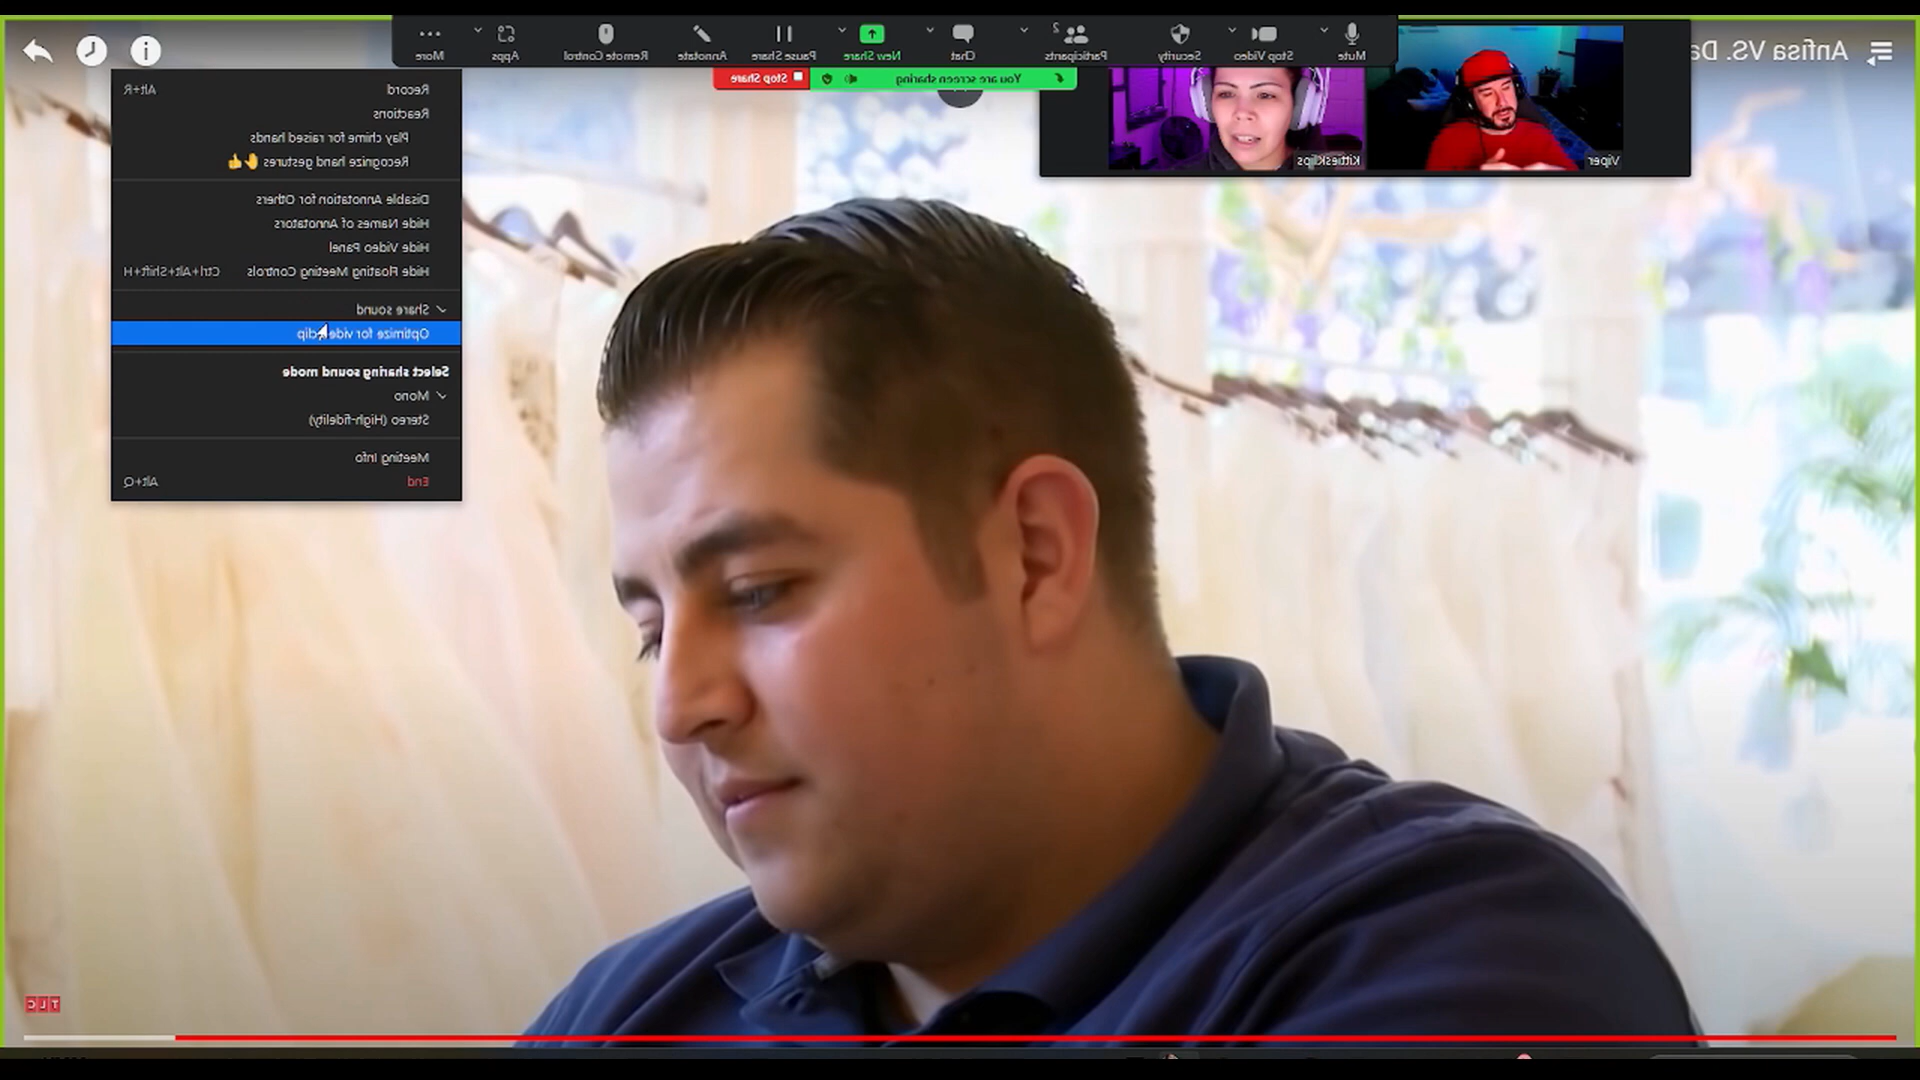 Anfisa VS. Da
Mute
Stop Video
Security
2
Participants
Chat
New Share
Pause Share
Annotate
Remote Control
Apps
More
You are screen sharing
Stop Share
Viper
KittiesKlips
Record Alt+R
Reactions
Play chime for raised hands
Recognize hand gestures
Disable Annotation for Others
Hide Names of Annotators
Hide Video Panel
Hide Floating Meeting Controls Ctrl+Alt+Shift+H
Share sound
Optimize for video clip
Select sharing sound mode
Mono
Stereo (High-fidelity)
Meeting Info
End Alt+Q
TLC